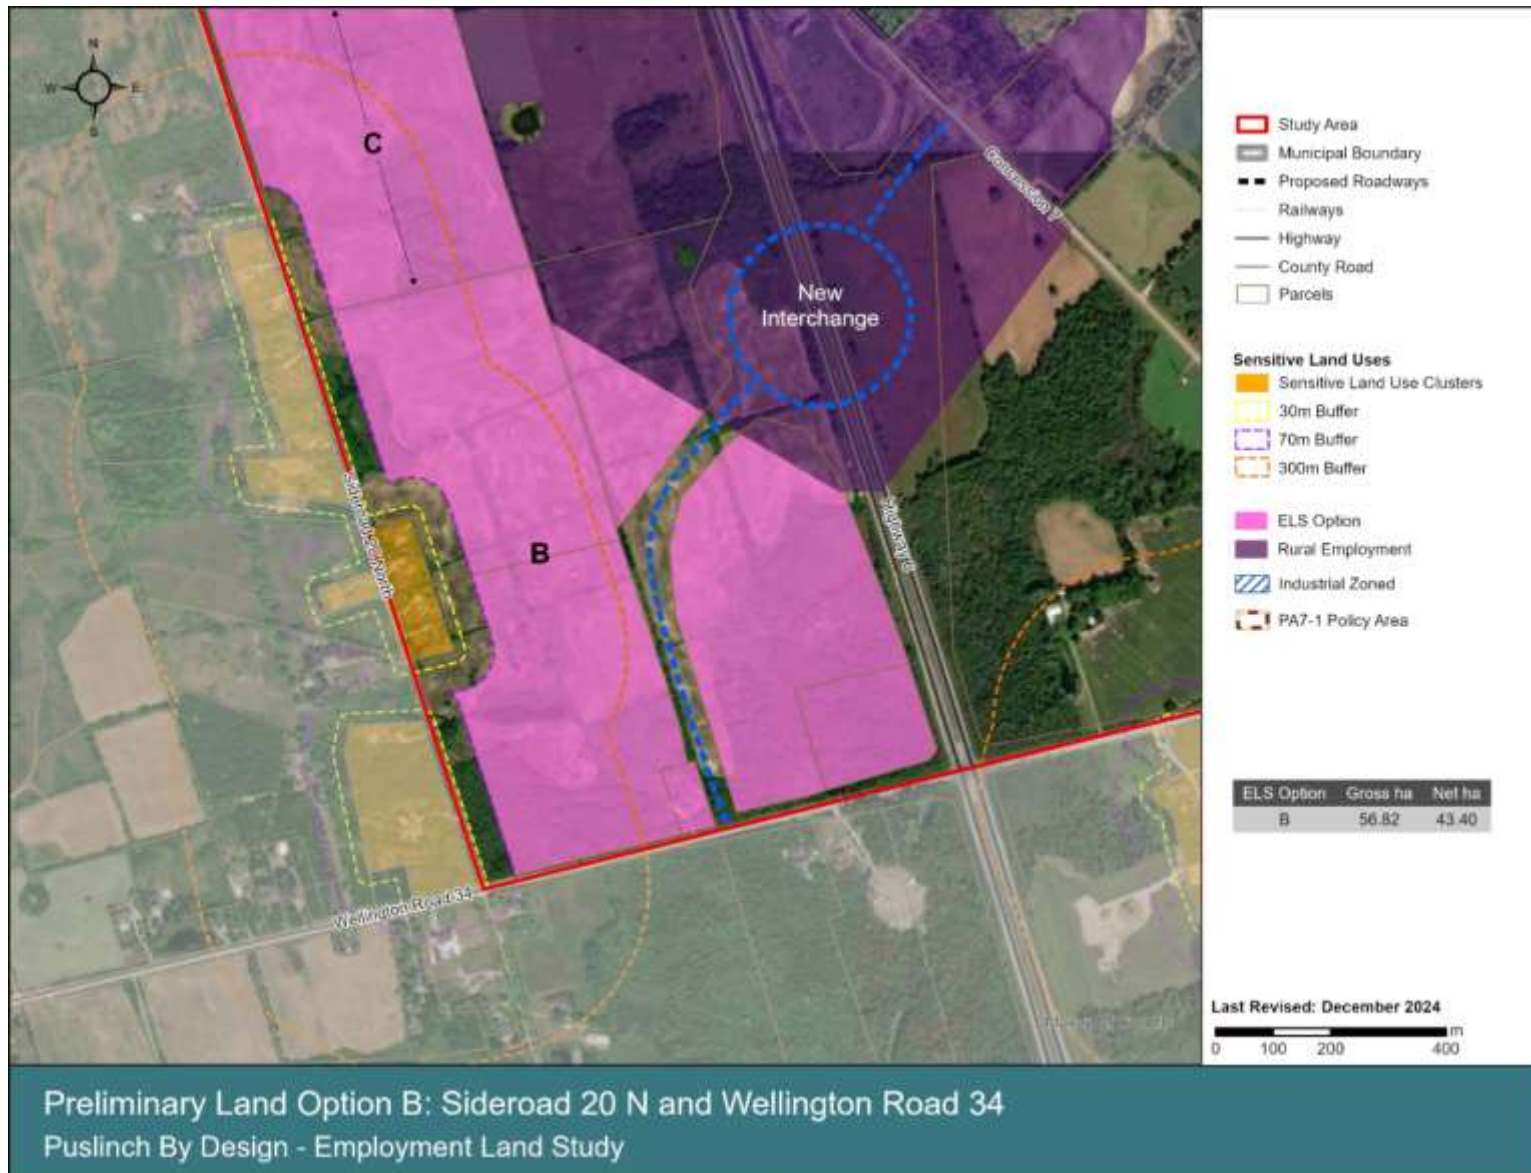 N
W
E
S
C
Concession 7
New
Interchange
B
Highway 6
Wellington Road 34
Study Area
Municipal Boundary
Proposed Roadways
Railways
Highway
County Road
Parcels
Sensitive Land Uses
Sensitive Land Use Clusters
30m Buffer
70m Buffer
300m Buffer
ELS Option
Rural Employment
Industrial Zoned
PA7-1 Policy Area
ELS Option Gross ha Net ha
B 56.82 43.40
Last Revised: December 2024
m
0 100 200 400
Preliminary Land Option B: Sideroad 20 N and Wellington Road 34
Puslinch By Design - Employment Land Study